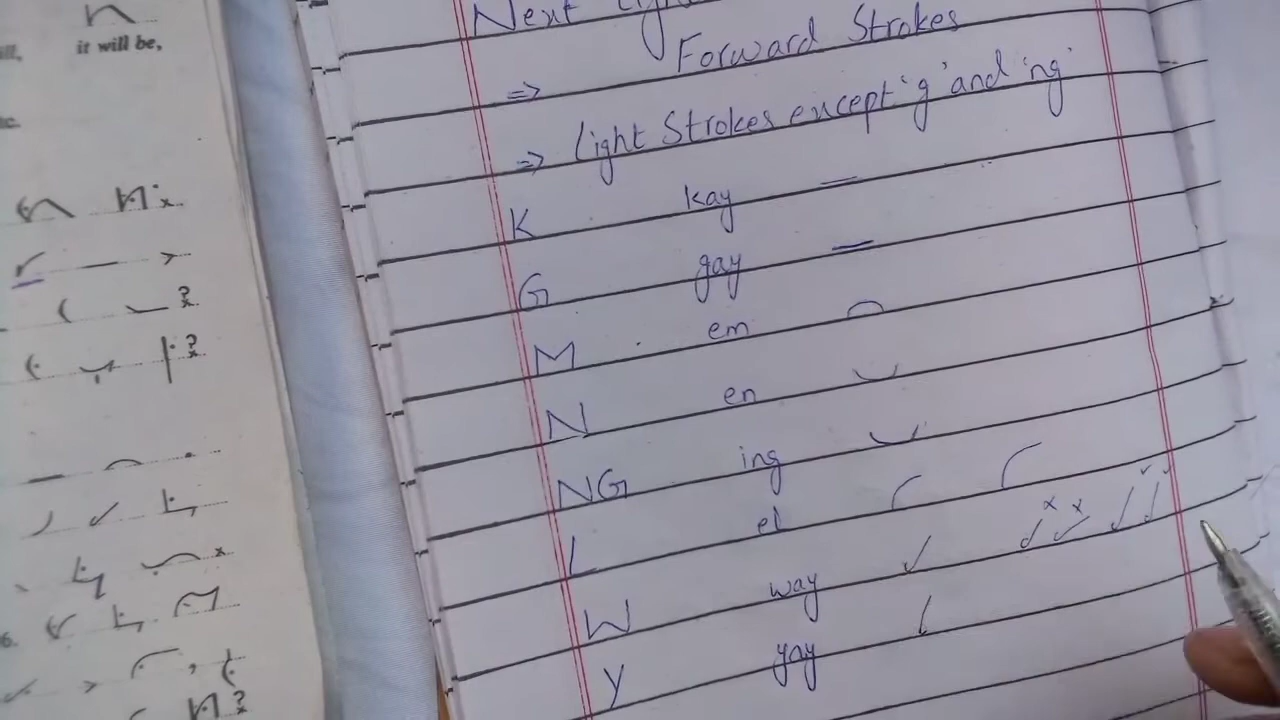 it will be,
Next
Forward Strokes
=> Light Strokes except 'g' and 'ng'
=>
K kay
G gay
M em
N en
NG ing
L el
W way
Y yay
6.